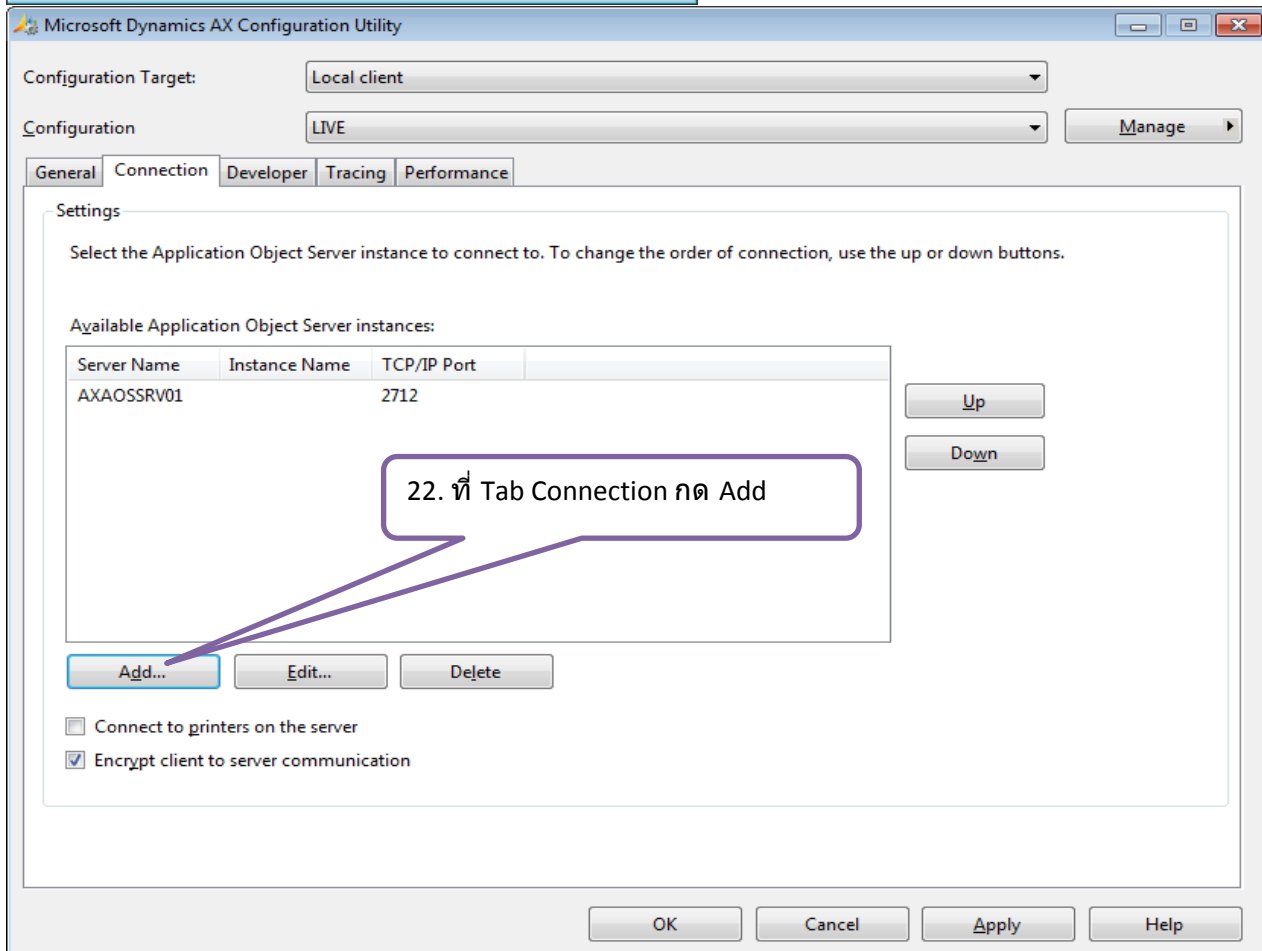 Microsoft Dynamics AX Configuration Utility
Configuration Target: Local client
Configuration LIVE Manage
General Connection Developer Tracing Performance
Settings
Select the Application Object Server instance to connect to. To change the order of connection, use the up or down buttons.
Available Application Object Server instances:
Server Name Instance Name TCP/IP Port
AXAOSSRV01 2712
Up
Down
22. ที่ Tab Connection กด Add
Add... Edit... Delete
Connect to printers on the server
Encrypt client to server communication
OK Cancel Apply Help